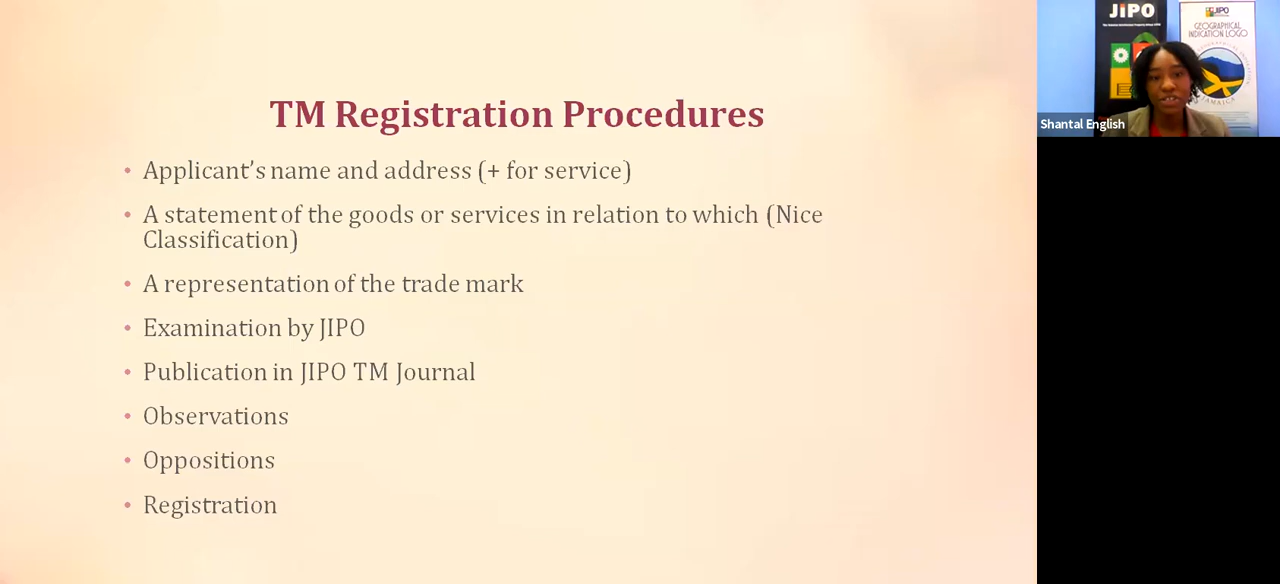 TM Registration Procedures
• Applicant's name and address (+ for service)
• A statement of the goods or services in relation to which (Nice
Classification)
• A representation of the trade mark
• Examination by JIPO
• Publication in JIPO TM Journal
• Observations
• Oppositions
• Registration
JIPO
JIPO
GEOGRAPHICAL
INDICATION LOGO
JAMAICA
Shantal English